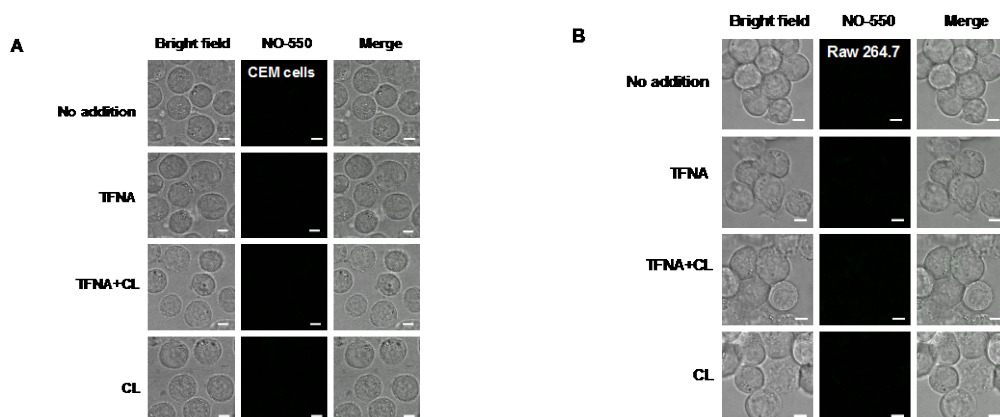 A
Bright field NO-550 Merge
CEM cells
No addition
TFNA
TFNA+CL
CL
B
Bright field NO-550 Merge
Raw 264.7
No addition
TFNA
TFNA+CL
CL